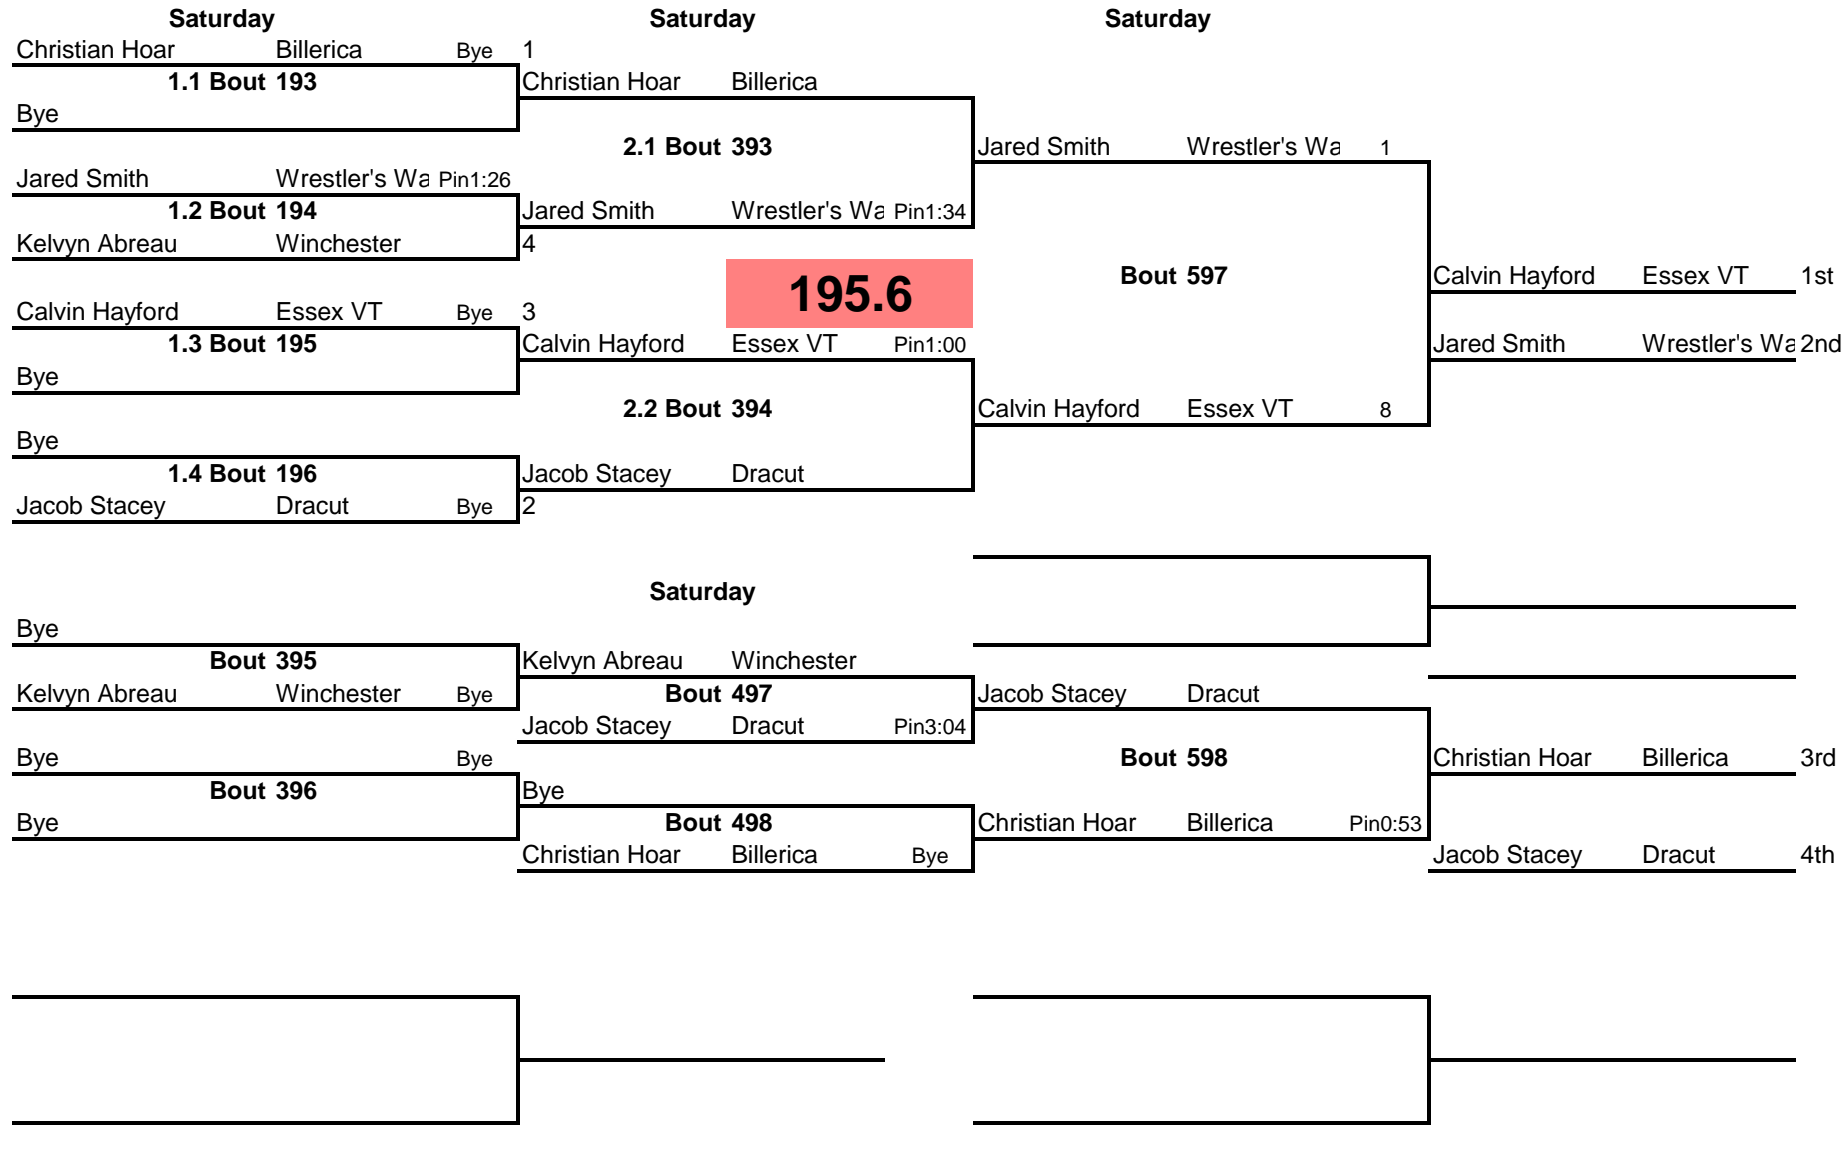 Saturday Saturday Saturday
Christian Hoar Billerica Bye 1
1.1 Bout 193 Christian Hoar Billerica
Bye
2.1 Bout 393 Jared Smith Wrestler's Wa 1
Jared Smith Wrestler's Wa Pin1:26
1.2 Bout 194 Jared Smith Wrestler's Wa Pin1:34
Kelvyn Abreau Winchester 4
195.6 Bout 597 Calvin Hayford Essex VT 1st
Calvin Hayford Essex VT Bye 3
1.3 Bout 195 Calvin Hayford Essex VT Pin1:00 Jared Smith Wrestler's Wa 2nd
Bye
2.2 Bout 394 Calvin Hayford Essex VT 8
Bye
1.4 Bout 196 Jacob Stacey Dracut
Jacob Stacey Dracut Bye 2
Saturday
Bye
Bout 395 Kelvyn Abreau Winchester
Kelvyn Abreau Winchester Bye Bout 497 Jacob Stacey Dracut
Jacob Stacey Dracut Pin3:04
Bye Bye Bout 598 Christian Hoar Billerica 3rd
Bout 396 Bye
Bye Bout 498 Christian Hoar Billerica Pin0:53
Christian Hoar Billerica Bye Jacob Stacey Dracut 4th